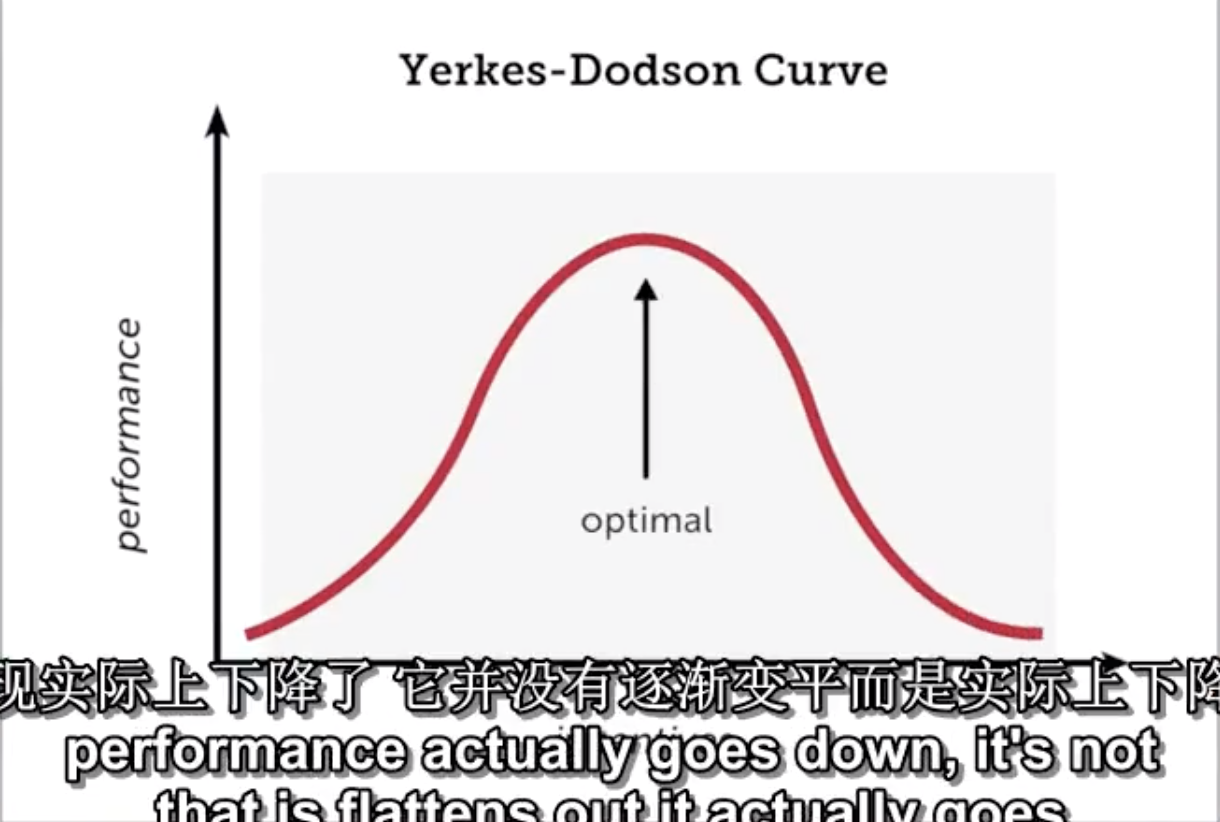 Yerkes-Dodson Curve
performance
optimal
现实际上下降了 它并没有逐渐变平而是实际上下降
performance actually goes down, it's not
that is flattens out it actually goes